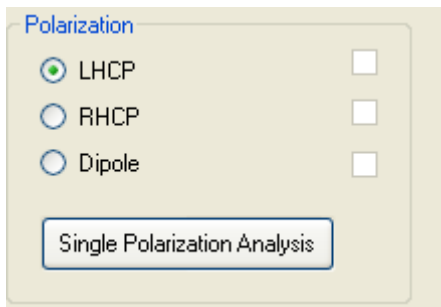 Polarization
LHCP
RHCP
Dipole
Single Polarization Analysis